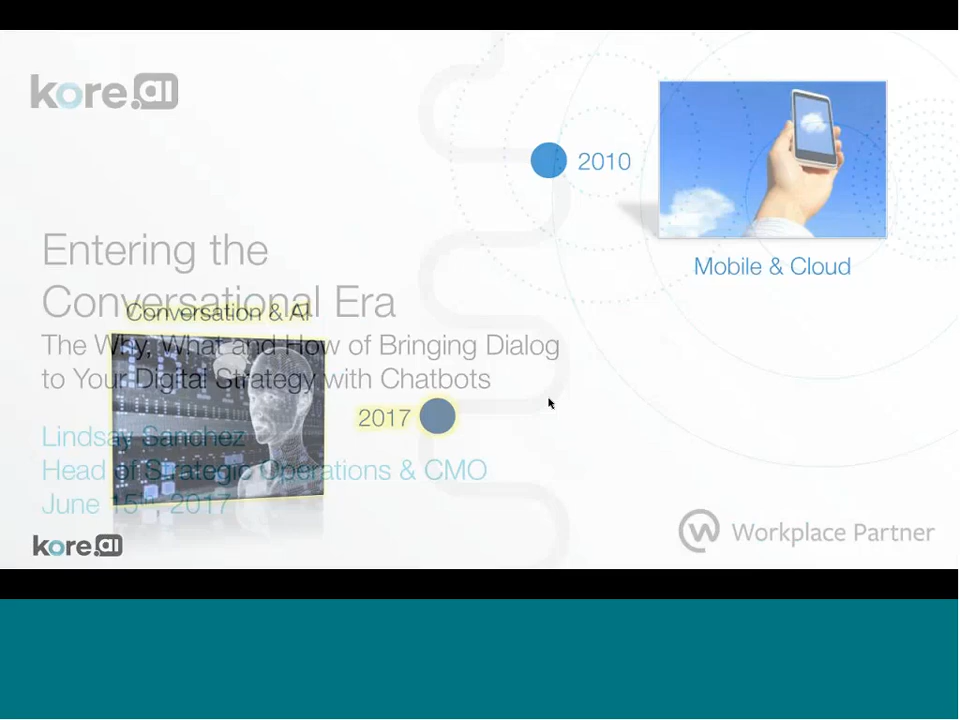 kore.ai
2010
Mobile & Cloud
Entering the
Conversational Era
Conversation & AI
The Why, What and How of Bringing Dialog
to Your Digital Strategy with Chatbots
2017
Lindsay Sanchez
Head of Strategic Operations & CMO
June 15th, 2017
kore.ai
Workplace Partner